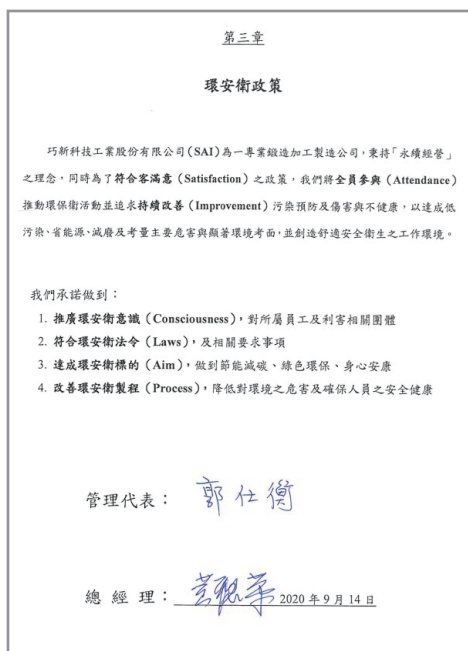 第三章
環安衛政策
巧新科技工業股份有限公司(SAI)為一專業鍛造加工製造公司，秉持「永續經營」
之理念，同時為了符合客滿意(Satisfaction)之政策，我們將全員參與(Attendance)
推動環保衛活動並追求持續改善(Improvement)污染預防及傷害與不健康，以達成低
污染、省能源、減廢及考量主要危害與顯著環境考面，並創造舒適安全衛生之工作環境。
我們承諾做到：
1. 推廣環安衛意識(Consciousness)，對所屬員工及利害相關團體
2. 符合環安衛法令(Laws)，及相關要求事項
3. 達成環安衛標的(Aim)，做到節能減碳、綠色環保、身心安康
4. 改善環安衛製程(Process)，降低對環境之危害及確保人員之安全健康
管理代表： 郭仕衡
總 經 理： 2020 年 9 月 14 日